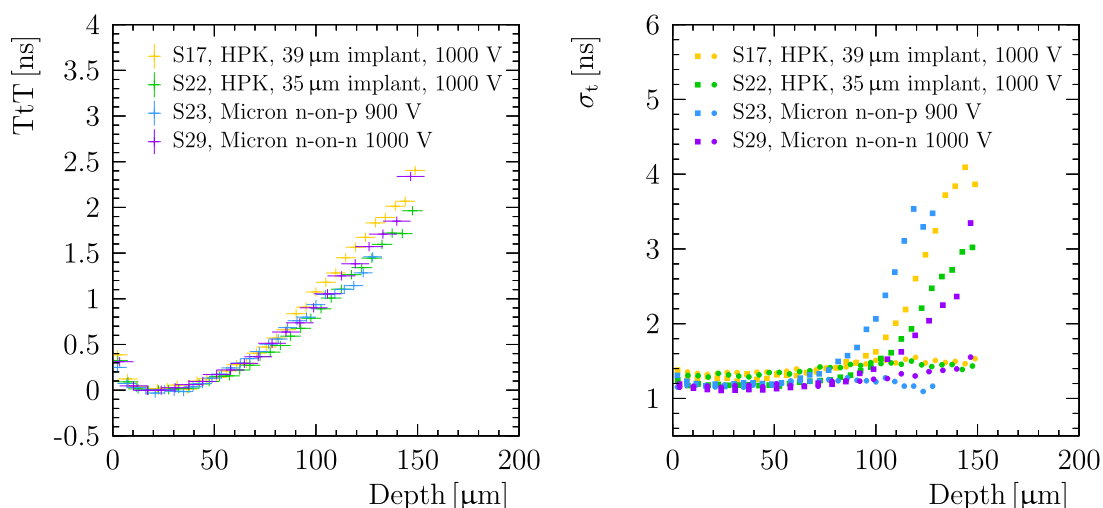 TtT [ns]
4
3.5
3
2.5
2
1.5
1
0.5
0
-0.5
S17, HPK, 39 μm implant, 1000 V
S22, HPK, 35 μm implant, 1000 V
S23, Micron n-on-p 900 V
S29, Micron n-on-n 1000 V
0 50 100 150 200
Depth [μm]
σt [ns]
6
5
4
3
2
1
S17, HPK, 39 μm implant, 1000 V
S22, HPK, 35 μm implant, 1000 V
S23, Micron n-on-p 900 V
S29, Micron n-on-n 1000 V
0 50 100 150 200
Depth [μm]